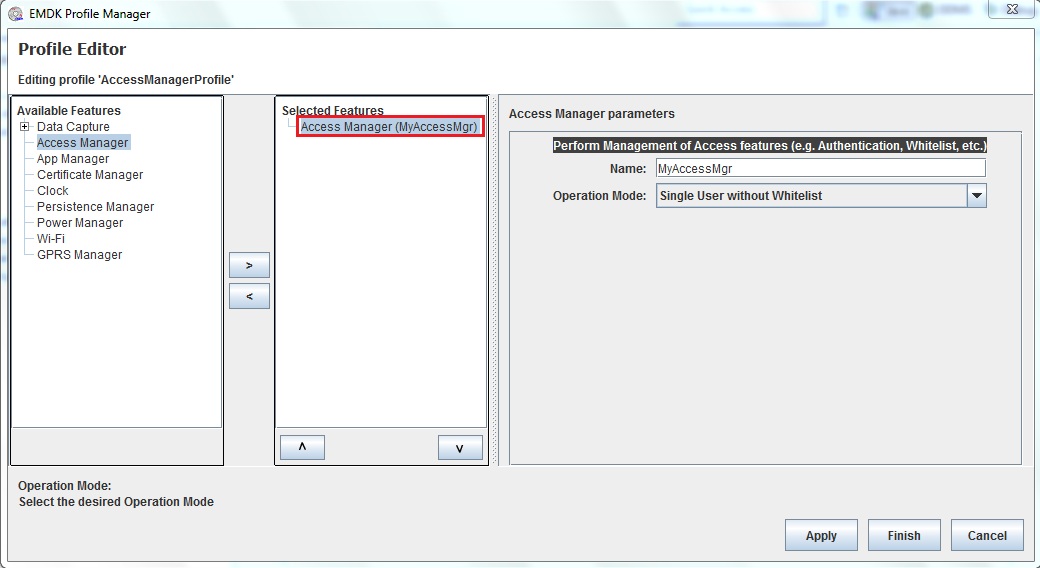 EMDK Profile Manager
Profile Editor
Editing profile 'AccessManagerProfile'
Available Features
Data Capture
Access Manager
App Manager
Certificate Manager
Clock
Persistence Manager
Power Manager
Wi-Fi
GPRS Manager
>
<
Selected Features
Access Manager (MyAccessMgr)
^
v
Access Manager parameters
Perform Management of Access features (e.g. Authentication, Whitelist, etc.)
Name: MyAccessMgr
Operation Mode: Single User without Whitelist
Operation Mode:
Select the desired Operation Mode
Apply Finish Cancel